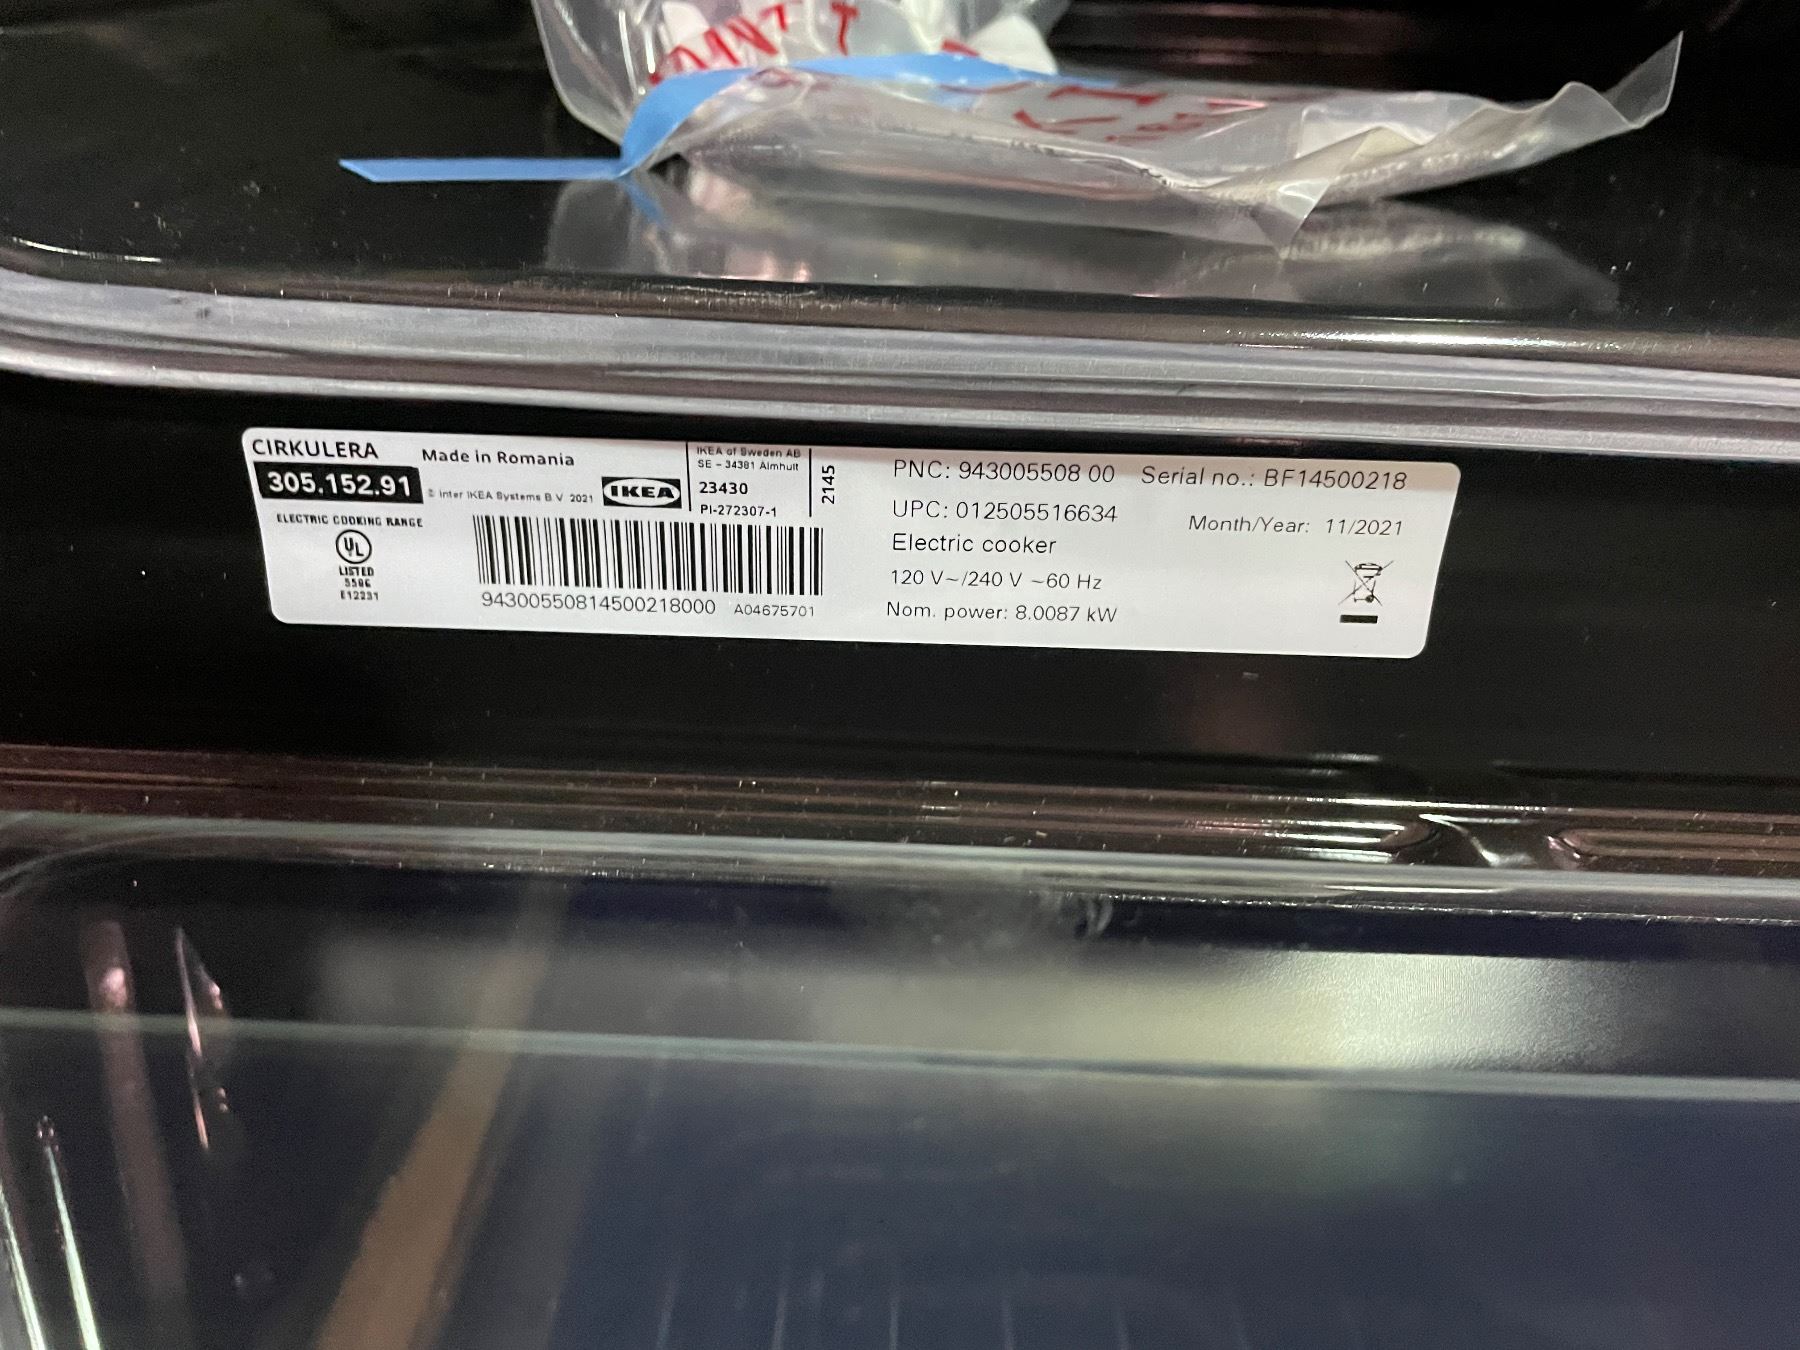 CIRKULERA
305.152.91
Made in Romania
© Inter IKEA Systems B.V. 2021
IKEA
IKEA of Sweden AB
SE – 34381 Älmhult
23430
PI-272307-1
2145
ELECTRIC COOKING RANGE
UL
LISTED
E12231
94300550814500218000 A04675701
PNC: 943005508 00 Serial no.: BF14500218
UPC: 012505516634
Month/Year: 11/2021
Electric cooker
120 V~/240 V ~60 Hz
Nom. power: 8.0087 kW